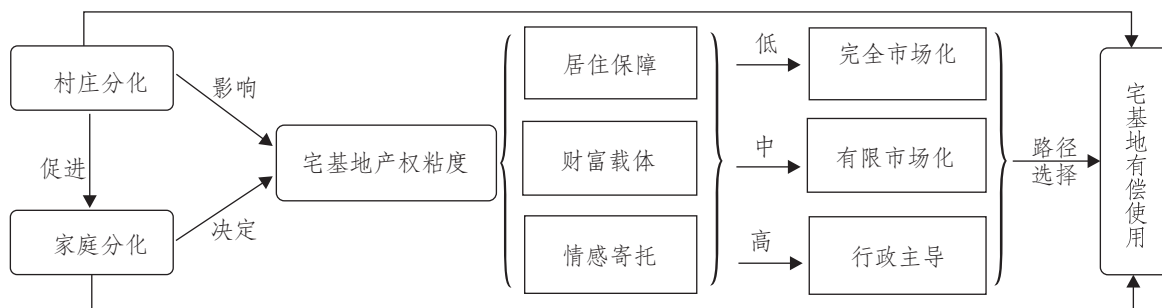 村庄分化
影响
促进
家庭分化
决定
宅基地产权粘度
居住保障
财富载体
情感寄托
低
中
高
完全市场化
有限市场化
行政主导
路径
选择
宅基地有偿使用